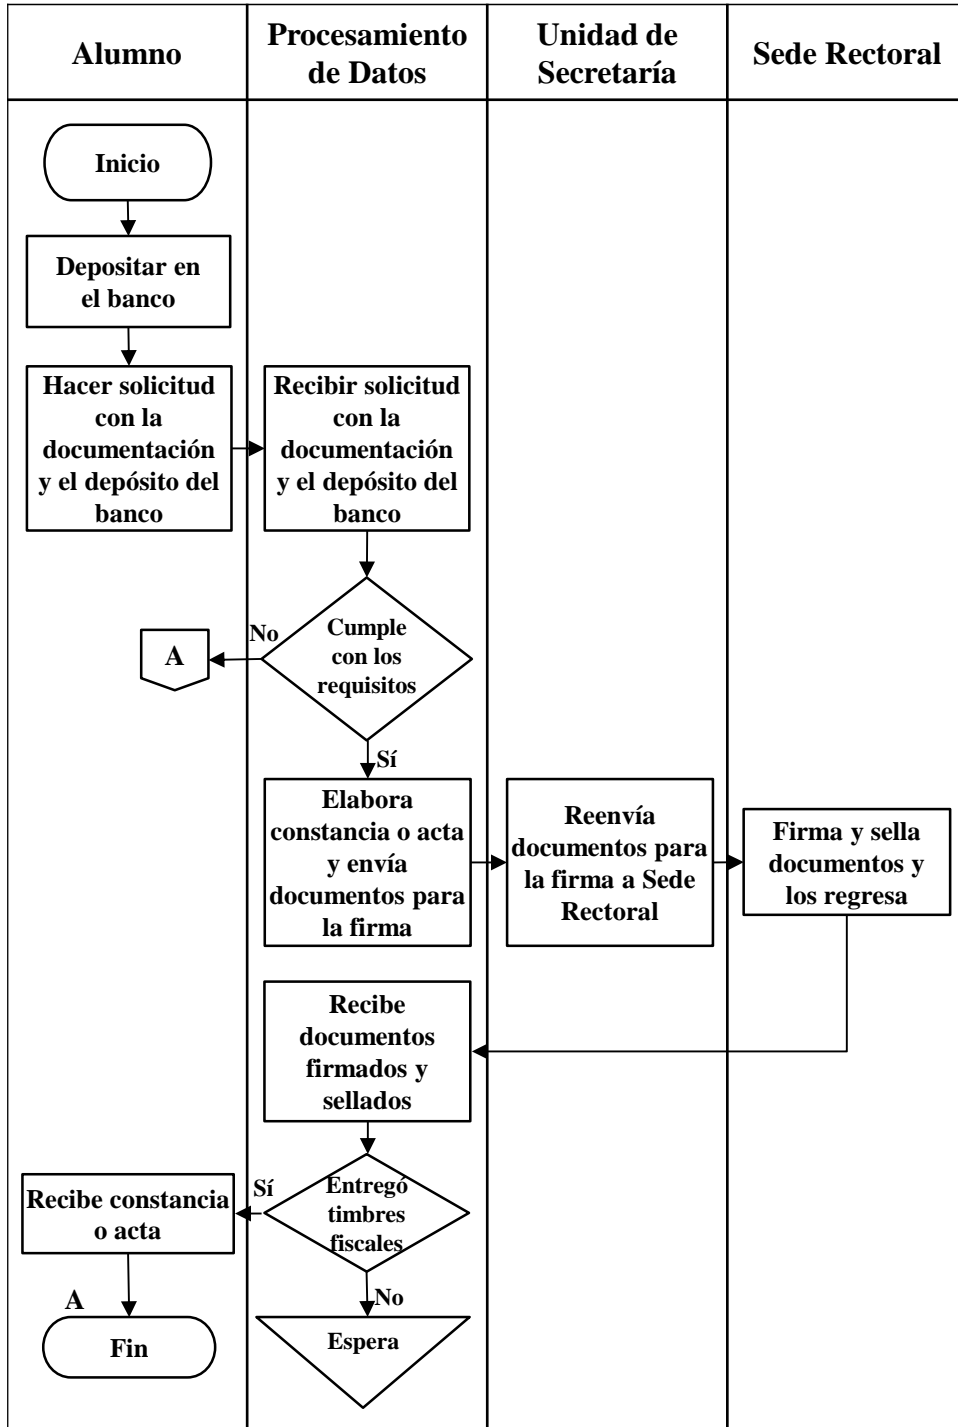 Alumno
Procesamiento
de Datos
Unidad de
Secretaría
Sede Rectoral
Inicio
Depositar en
el banco
Hacer solicitud
con la
documentación
y el depósito del
banco
Recibir solicitud
con la
documentación
y el depósito del
banco
No
A
Cumple
con los
requisitos
Sí
Elabora
constancia o acta
y envía
documentos para
la firma
Reenvía
documentos para
la firma a Sede
Rectoral
Firma y sella
documentos y
los regresa
Recibe
documentos
firmados y
sellados
Entregó
timbres
fiscales
Sí
Recibe constancia
o acta
No
A
Fin
Espera